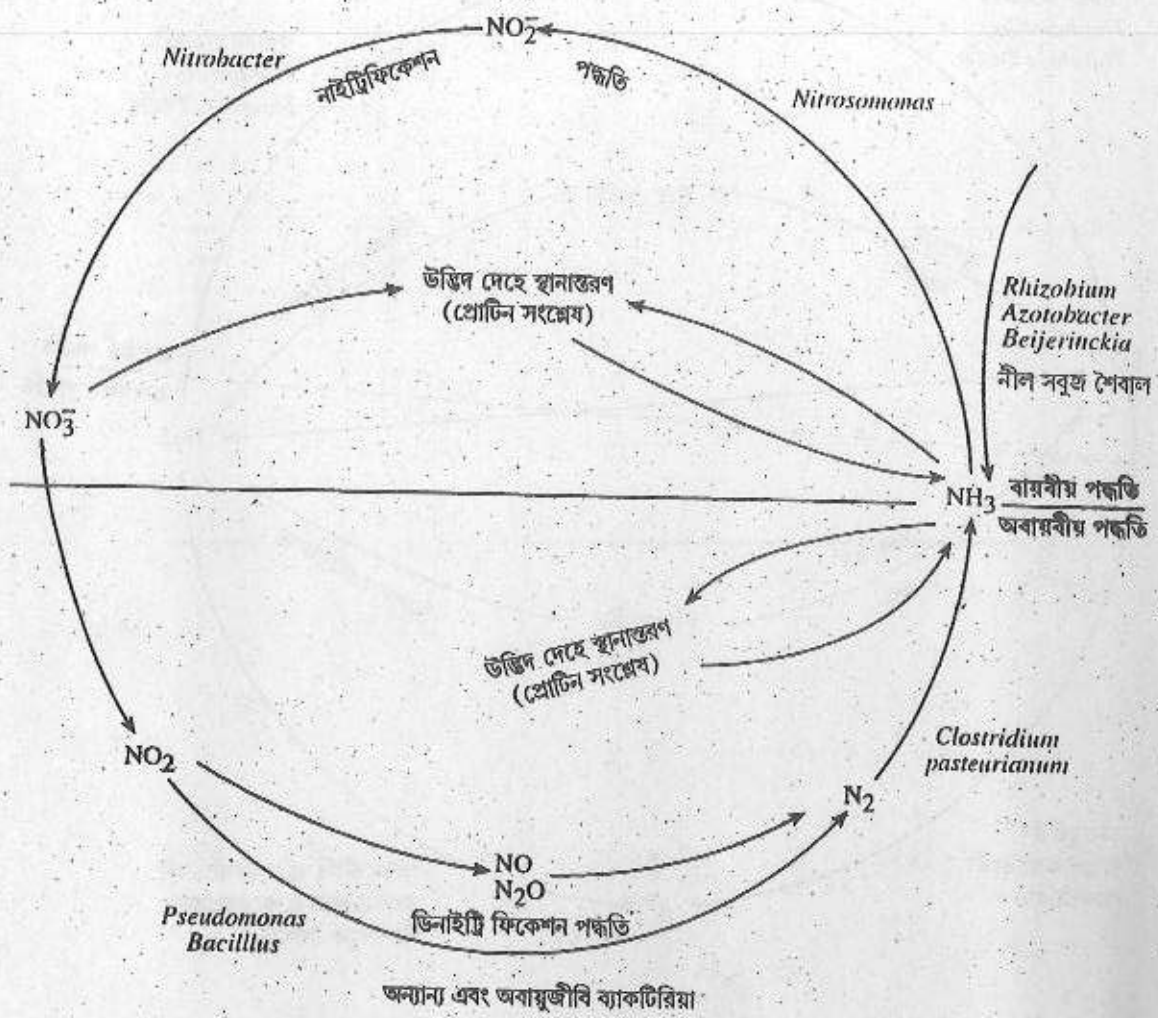 NO₂⁻
Nitrobacter
নাইট্রিফিকেশন পদ্ধতি
Nitrosomonas
উদ্ভিদ দেহে স্থানান্তরণ
(প্রোটিন সংশ্লেষ)
Rhizobium
Azotobacter
Beijerinckia
নীল সবুজ শৈবাল
NO₃⁻
NH₃
বায়বীয় পদ্ধতি
অবায়বীয় পদ্ধতি
উদ্ভিদ দেহে স্থানান্তরণ
(প্রোটিন সংশ্লেষ)
NO₂
Clostridium
pasteurianum
N₂
NO
N₂O
Pseudomonas
Bacilllus
ডিনাইট্রি ফিকেশন পদ্ধতি
অন্যান্য এবং অবায়ুজীবি ব্যাকটিরিয়া